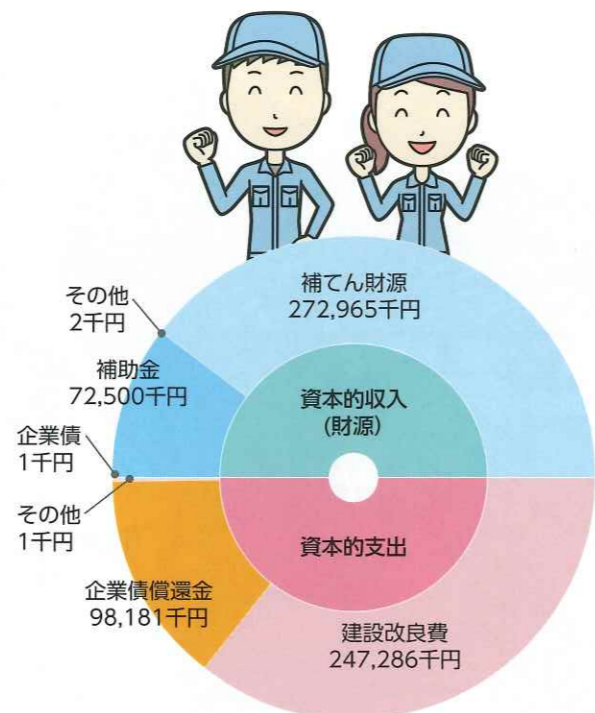 補てん財源
272,965千円
その他
2千円
補助金
72,500千円
企業債
1千円
資本的収入
(財源)
その他
1千円
資本的支出
企業債償還金
98,181千円
建設改良費
247,286千円